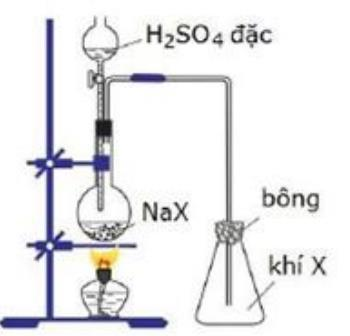 H₂SO₄ đặc
NaX
bông
khí X